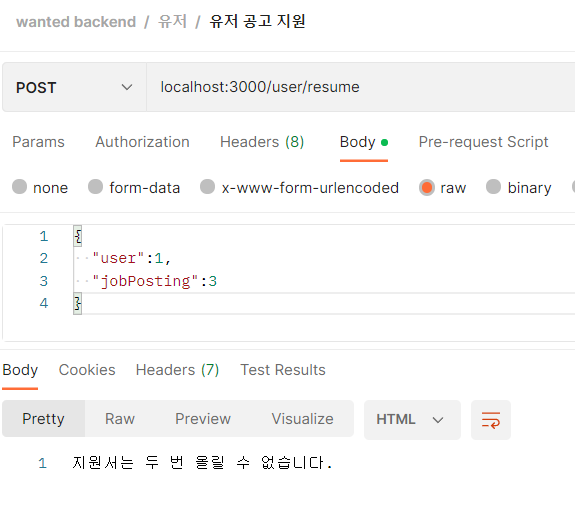 wanted backend / 유저 / 유저 공고 지원
POST localhost:3000/user/resume
Params Authorization Headers (8) Body Pre-request Script
none form-data x-www-form-urlencoded raw binary
1 {
2 "user":1,
3 "jobPosting":3
4 }
Body Cookies Headers (7) Test Results
Pretty Raw Preview Visualize HTML
1 지원서는 두 번 올릴 수 없습니다.